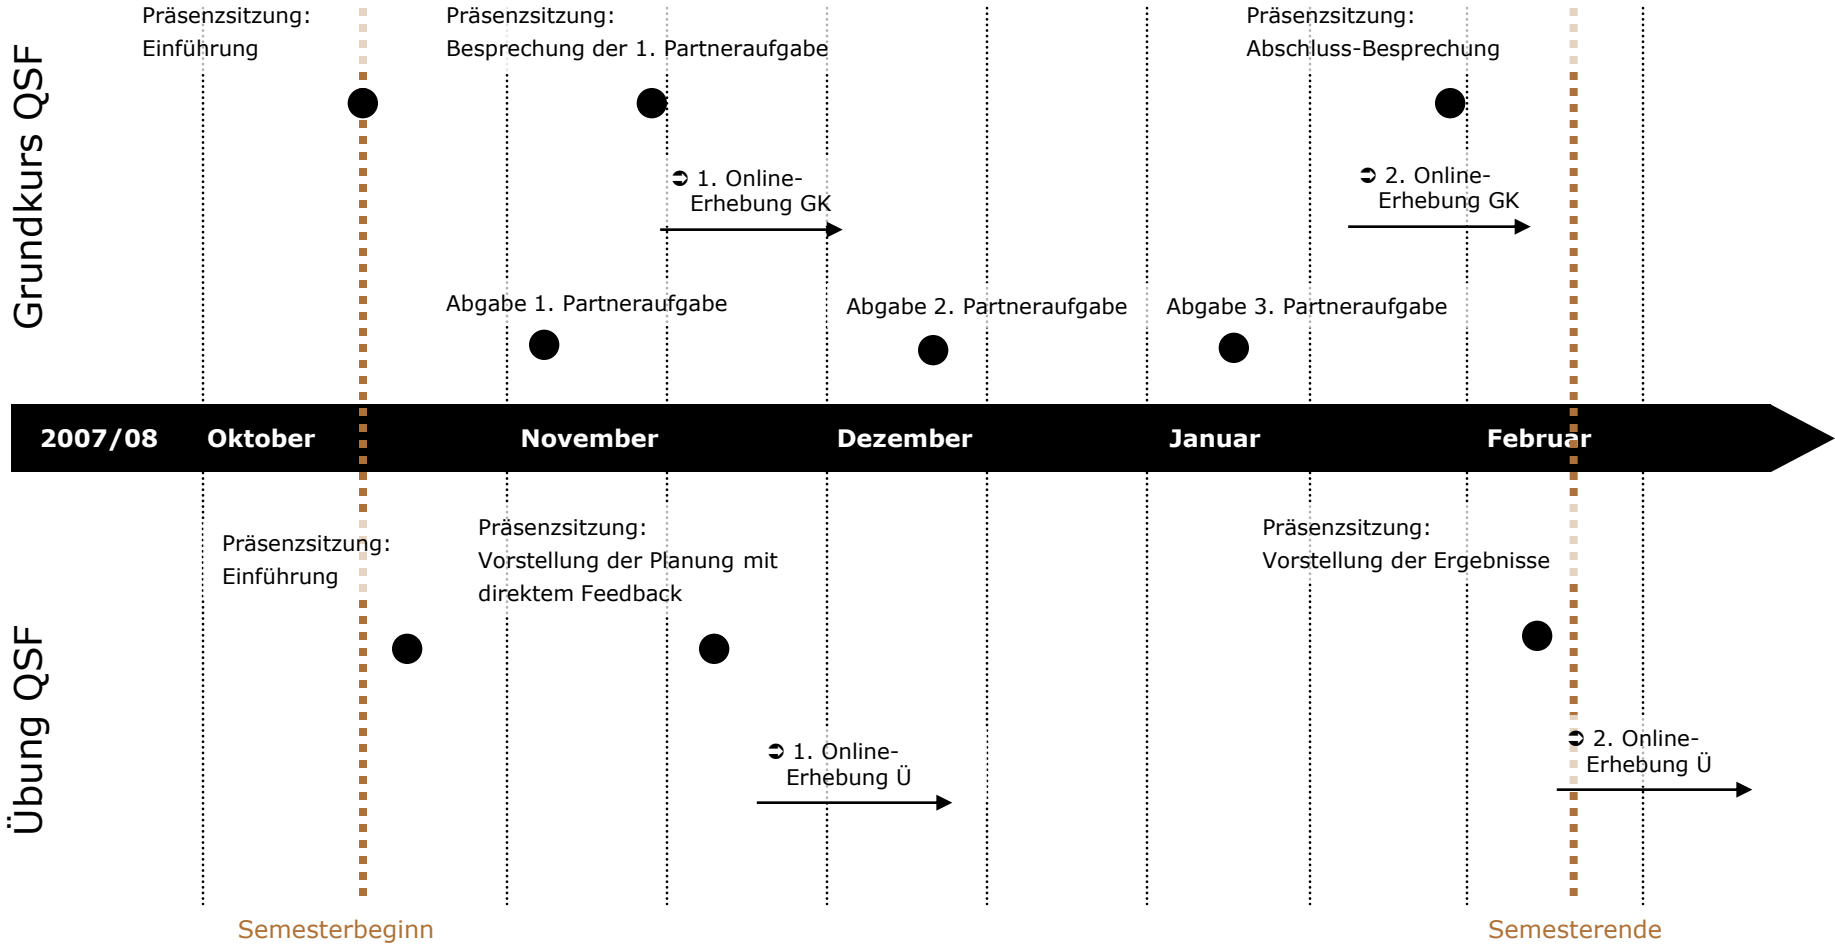 Grundkurs QSF
Präsenzsitzung:
Einführung
Präsenzsitzung:
Besprechung der 1. Partneraufgabe
Präsenzsitzung:
Abschluss-Besprechung
➲ 1. Online-
Erhebung GK
➲ 2. Online-
Erhebung GK
Abgabe 1. Partneraufgabe
Abgabe 2. Partneraufgabe
Abgabe 3. Partneraufgabe
2007/08 Oktober November Dezember Januar Februar
Übung QSF
Präsenzsitzung:
Einführung
Präsenzsitzung:
Vorstellung der Planung mit
direktem Feedback
Präsenzsitzung:
Vorstellung der Ergebnisse
➲ 1. Online-
Erhebung Ü
➲ 2. Online-
Erhebung Ü
Semesterbeginn
Semesterende